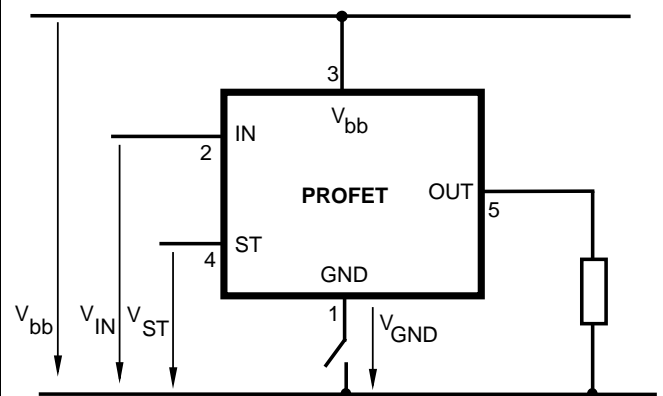 3
V_bb
IN
2
PROFET
OUT
5
ST
4
GND
1
V_bb
V_IN
V_ST
V_GND